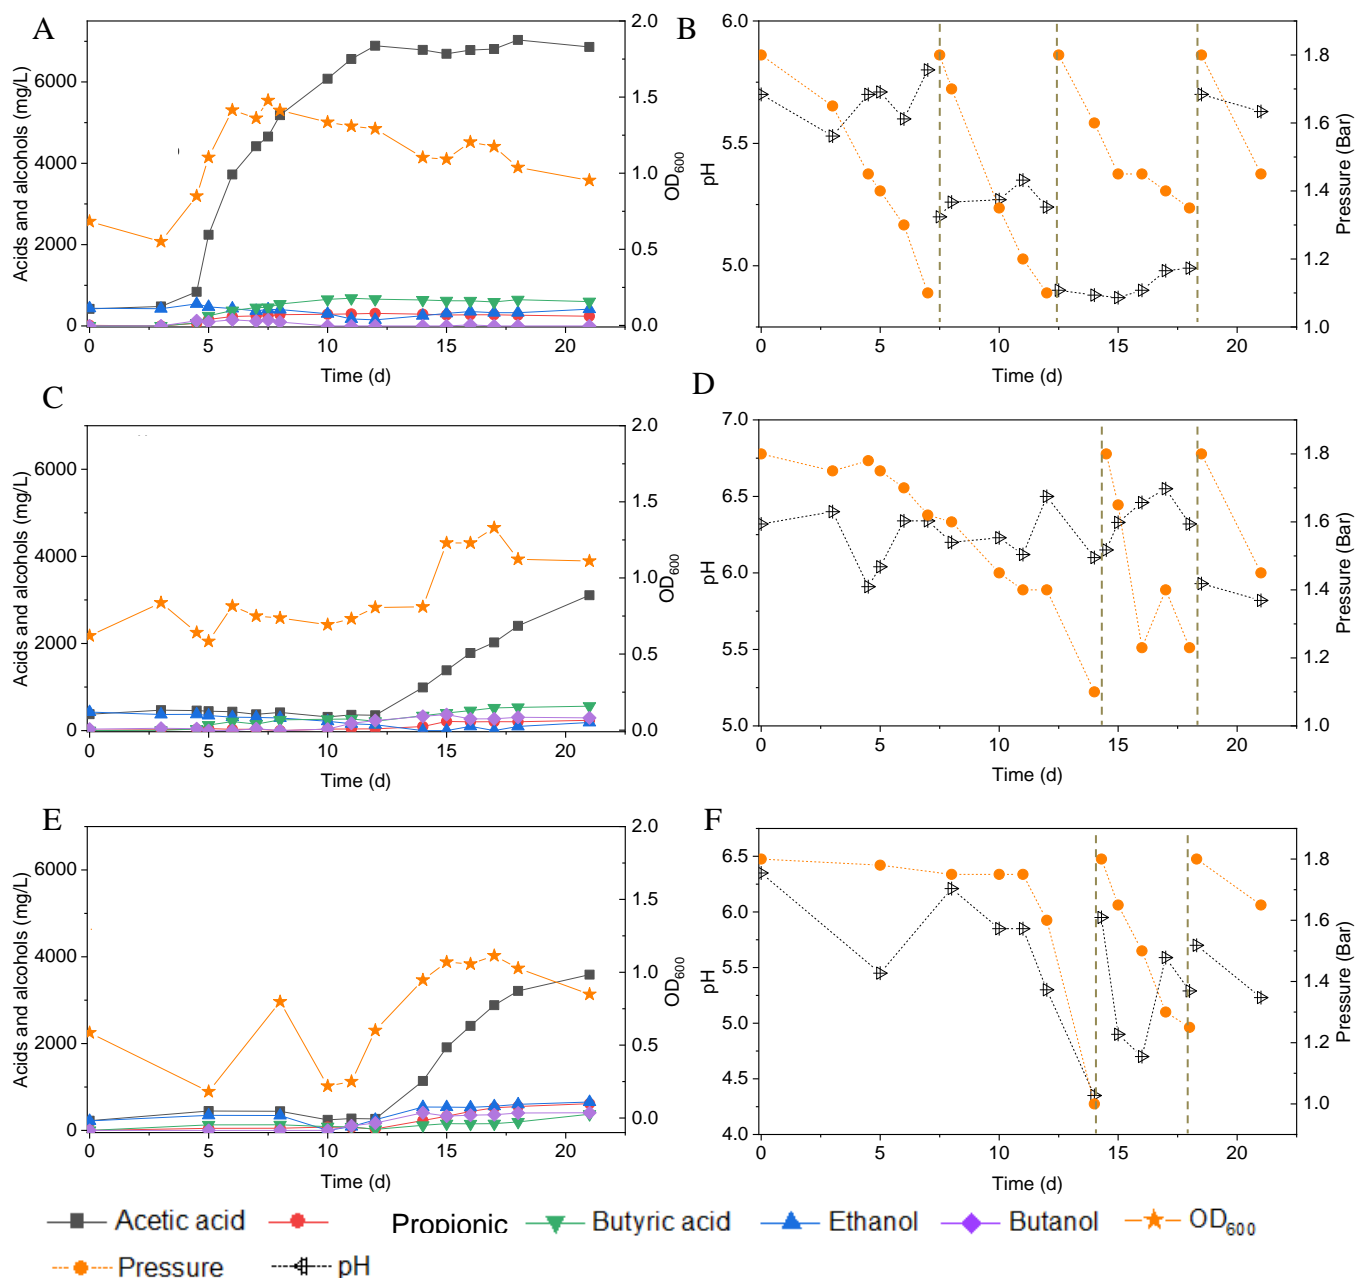 A
Acids and alcohols (mg/L)
6000
4000
2000
0
0 5 10 15 20
Time (d)
2.0
1.5
1.0
0.5
0.0
OD600
B
pH
6.0
5.5
5.0
0 5 10 15 20
Time (d)
1.8
1.6
1.4
1.2
1.0
Pressure (Bar)
C
Acids and alcohols (mg/L)
6000
4000
2000
0
0 5 10 15 20
Time (d)
2.0
1.5
1.0
0.5
0.0
OD600
D
pH
7.0
6.5
6.0
5.5
5.0
0 5 10 15 20
Time (d)
1.8
1.6
1.4
1.2
1.0
Pressure (Bar)
E
Acids and alcohols (mg/L)
6000
4000
2000
0
0 5 10 15 20
Time (d)
2.0
1.5
1.0
0.5
0.0
OD600
F
pH
6.5
6.0
5.5
5.0
4.5
4.0
0 5 10 15 20
Time (d)
1.8
1.6
1.4
1.2
1.0
Pressure (Bar)
Acetic acid Propionic Butyric acid Ethanol Butanol OD600
Pressure pH